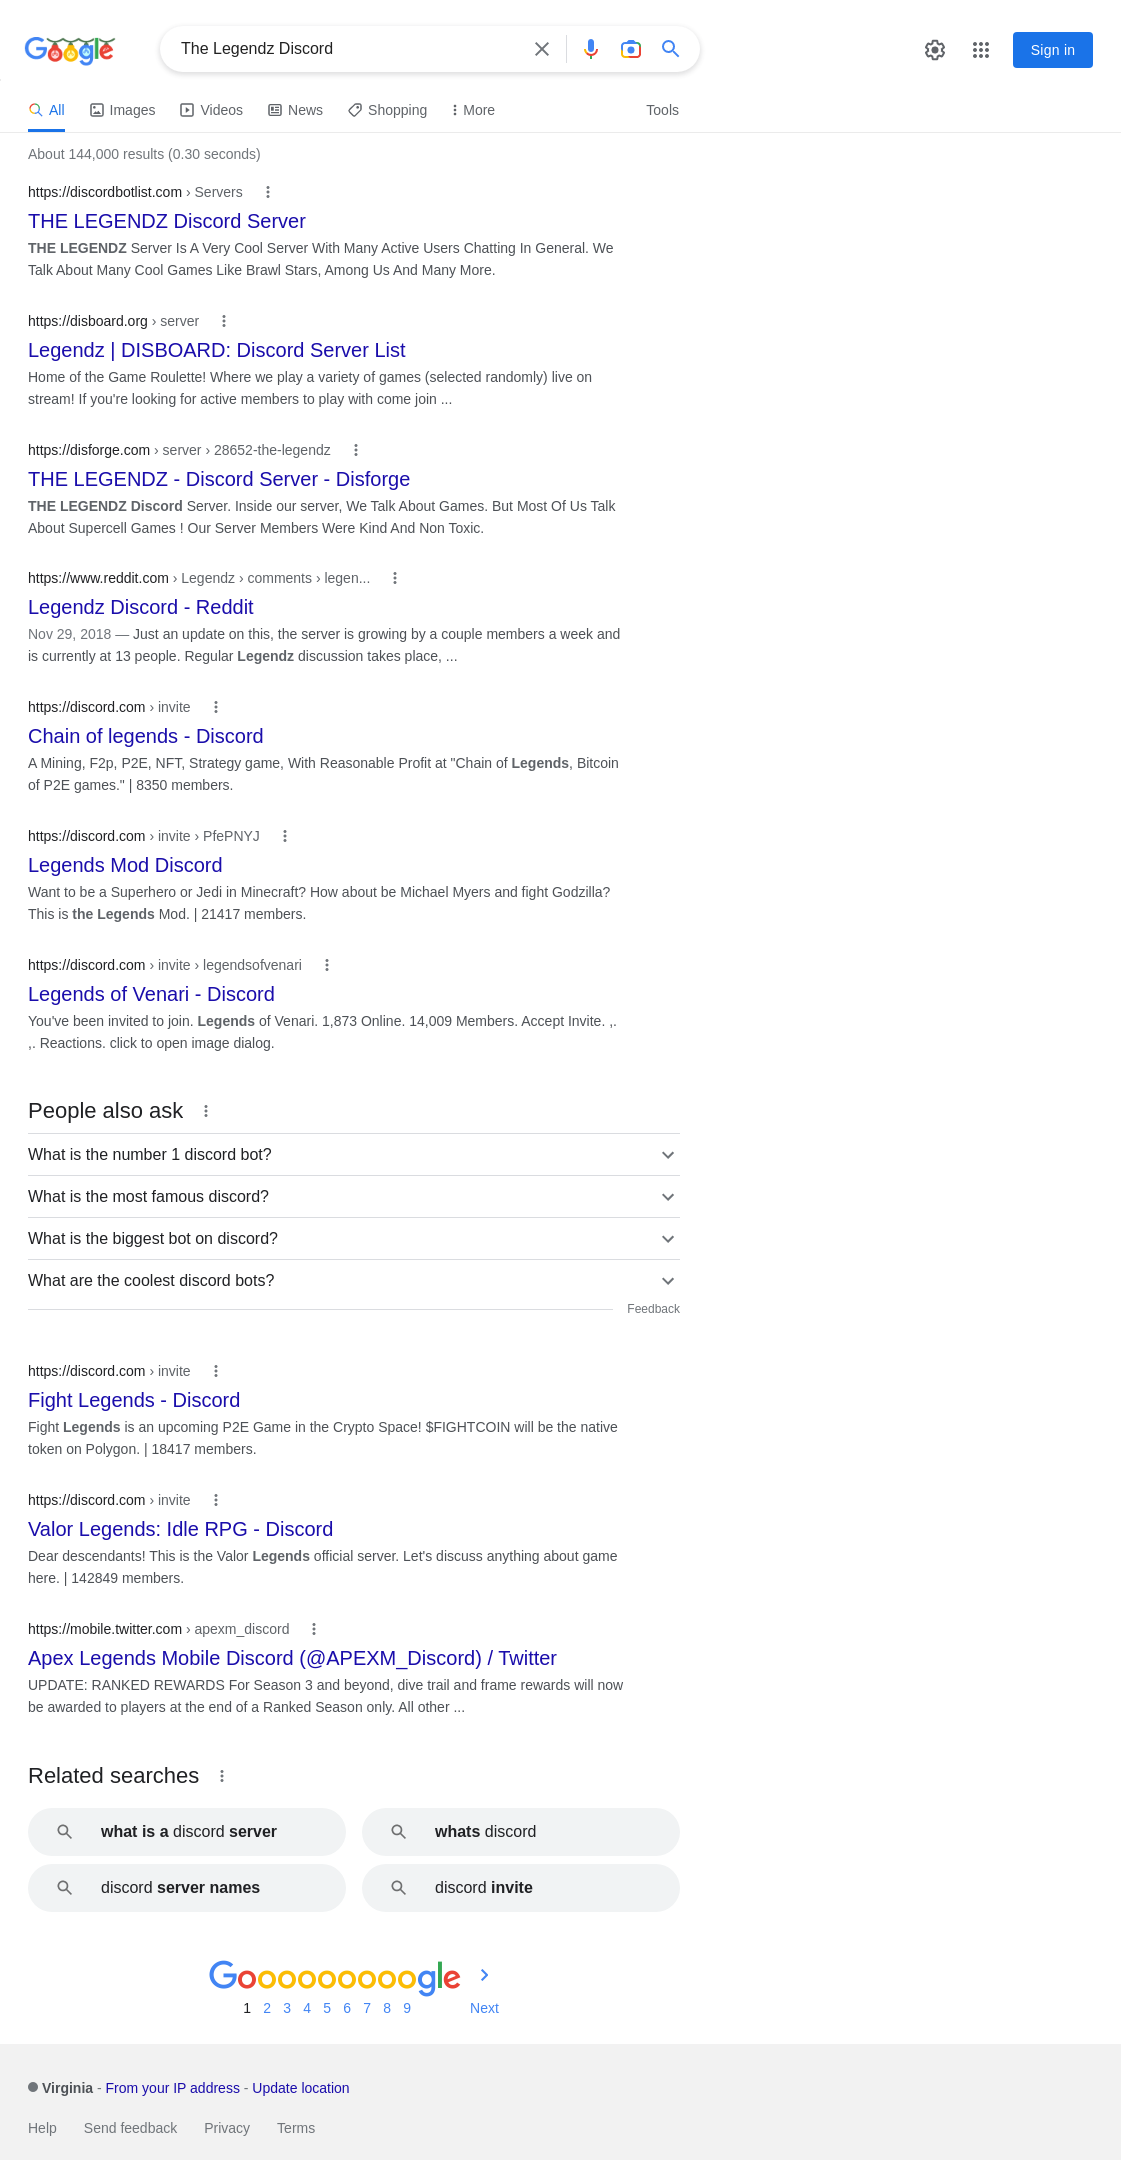 Google
The Legendz Discord
Sign in
All Images Videos News Shopping More Tools
About 144,000 results (0.30 seconds)
https://discordbotlist.com › Servers
THE LEGENDZ Discord Server
THE LEGENDZ Server Is A Very Cool Server With Many Active Users Chatting In General. We
Talk About Many Cool Games Like Brawl Stars, Among Us And Many More.
https://disboard.org › server
Legendz | DISBOARD: Discord Server List
Home of the Game Roulette! Where we play a variety of games (selected randomly) live on
stream! If you're looking for active members to play with come join ...
https://disforge.com › server › 28652-the-legendz
THE LEGENDZ - Discord Server - Disforge
THE LEGENDZ Discord Server. Inside our server, We Talk About Games. But Most Of Us Talk
About Supercell Games ! Our Server Members Were Kind And Non Toxic.
https://www.reddit.com › Legendz › comments › legen...
Legendz Discord - Reddit
Nov 29, 2018 — Just an update on this, the server is growing by a couple members a week and
is currently at 13 people. Regular Legendz discussion takes place, ...
https://discord.com › invite
Chain of legends - Discord
A Mining, F2p, P2E, NFT, Strategy game, With Reasonable Profit at "Chain of Legends, Bitcoin
of P2E games." | 8350 members.
https://discord.com › invite › PfePNYJ
Legends Mod Discord
Want to be a Superhero or Jedi in Minecraft? How about be Michael Myers and fight Godzilla?
This is the Legends Mod. | 21417 members.
https://discord.com › invite › legendsofvenari
Legends of Venari - Discord
You've been invited to join. Legends of Venari. 1,873 Online. 14,009 Members. Accept Invite. ,.
,. Reactions. click to open image dialog.
People also ask
What is the number 1 discord bot?
What is the most famous discord?
What is the biggest bot on discord?
What are the coolest discord bots?
Feedback
https://discord.com › invite
Fight Legends - Discord
Fight Legends is an upcoming P2E Game in the Crypto Space! $FIGHTCOIN will be the native
token on Polygon. | 18417 members.
https://discord.com › invite
Valor Legends: Idle RPG - Discord
Dear descendants! This is the Valor Legends official server. Let's discuss anything about game
here. | 142849 members.
https://mobile.twitter.com › apexm_discord
Apex Legends Mobile Discord (@APEXM_Discord) / Twitter
UPDATE: RANKED REWARDS For Season 3 and beyond, dive trail and frame rewards will now
be awarded to players at the end of a Ranked Season only. All other ...
Related searches
what is a discord server
whats discord
discord server names
discord invite
Gooooooooogle
1 2 3 4 5 6 7 8 9 Next
Virginia - From your IP address - Update location
Help Send feedback Privacy Terms